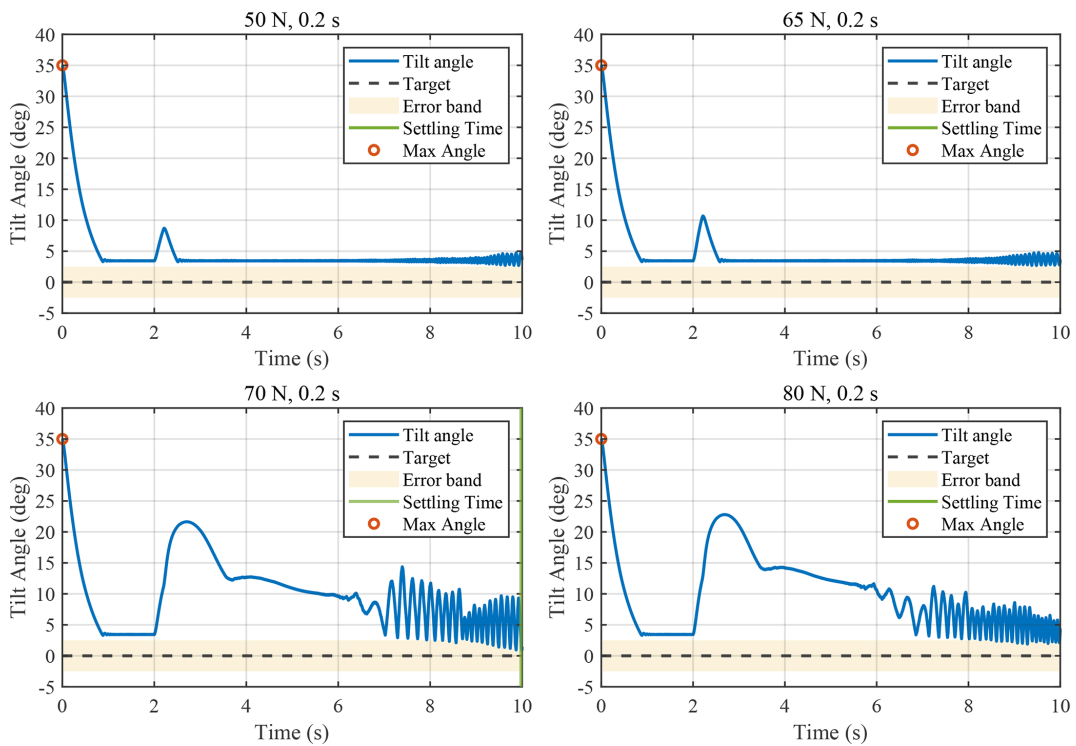 50 N, 0.2 s
40
35
30
25
20
15
10
5
0
-5
Tilt Angle (deg)
0 2 4 6 8 10
Time (s)
Tilt angle
Target
Error band
Settling Time
Max Angle
65 N, 0.2 s
40
35
30
25
20
15
10
5
0
-5
Tilt Angle (deg)
0 2 4 6 8 10
Time (s)
Tilt angle
Target
Error band
Settling Time
Max Angle
70 N, 0.2 s
40
35
30
25
20
15
10
5
0
-5
Tilt Angle (deg)
0 2 4 6 8 10
Time (s)
Tilt angle
Target
Error band
Settling Time
Max Angle
80 N, 0.2 s
40
35
30
25
20
15
10
5
0
-5
Tilt Angle (deg)
0 2 4 6 8 10
Time (s)
Tilt angle
Target
Error band
Settling Time
Max Angle